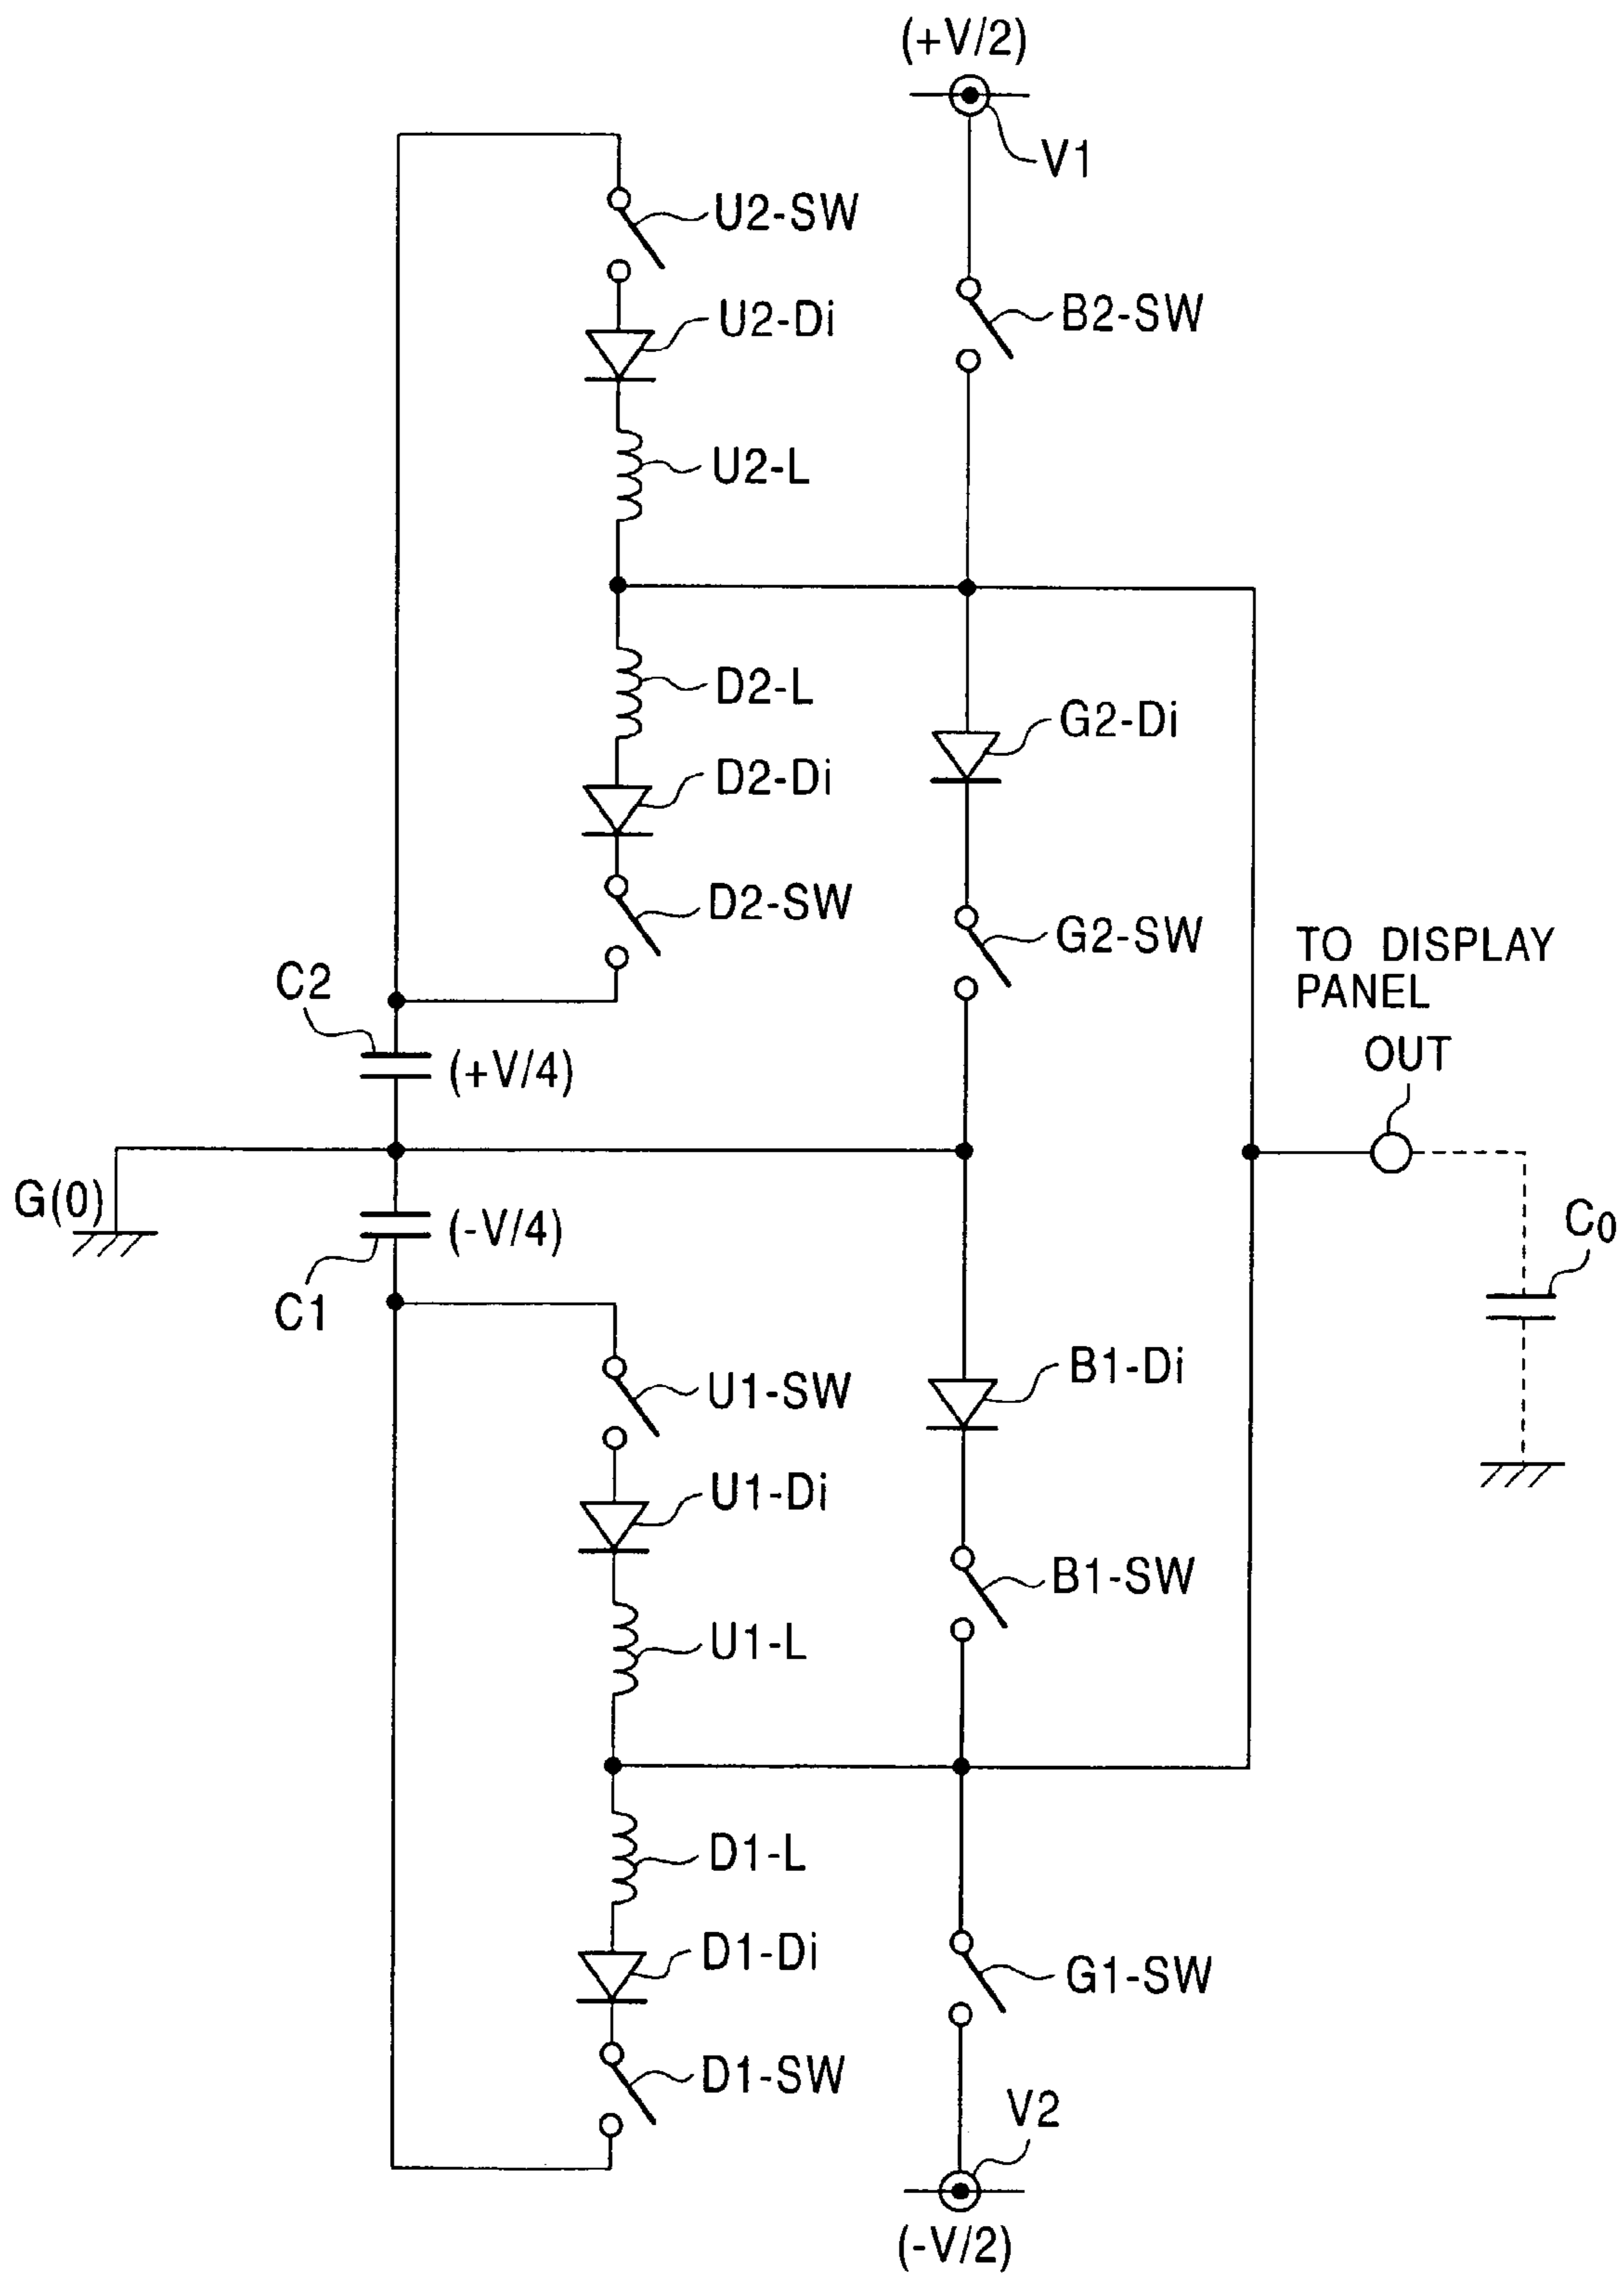 (+V/2)
V1
U2-SW
U2-Di
B2-SW
U2-L
D2-L
G2-Di
D2-Di
D2-SW
G2-SW
TO DISPLAY
PANEL
OUT
C2
(+V/4)
G(0)
(-V/4)
C0
C1
B1-Di
U1-SW
U1-Di
B1-SW
U1-L
D1-L
D1-Di
G1-SW
D1-SW
V2
(-V/2)